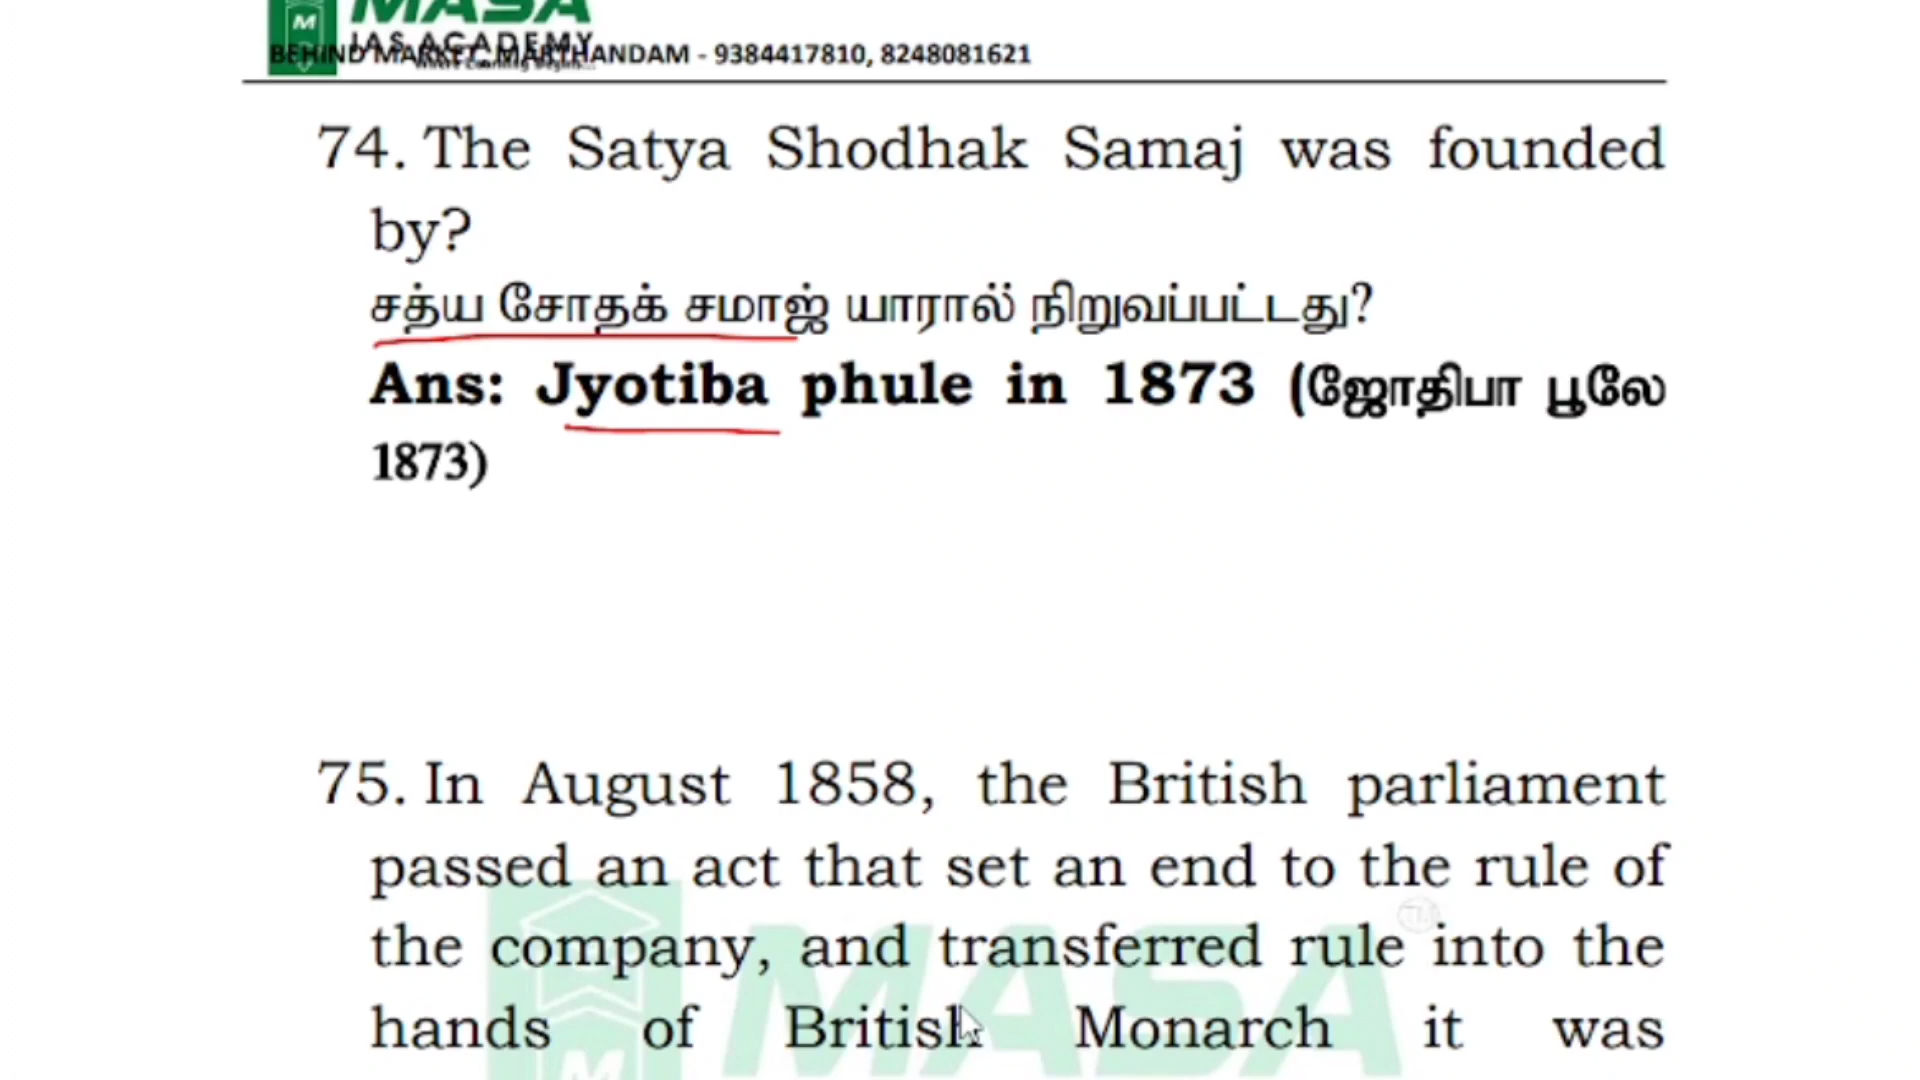 MASA
IAS ACADEMY
BEHIND MARKET, MARTHANDAM - 9384417810, 8248081621
74. The Satya Shodhak Samaj was founded
by?
சத்ய சோதக் சமாஜ் யாரால் நிறுவப்பட்டது?
Ans: Jyotiba phule in 1873 (ஜோதிபா பூலே
1873)
75. In August 1858, the British parliament
passed an act that set an end to the rule of
the company, and transferred rule into the
hands of British Monarch it was
MASA